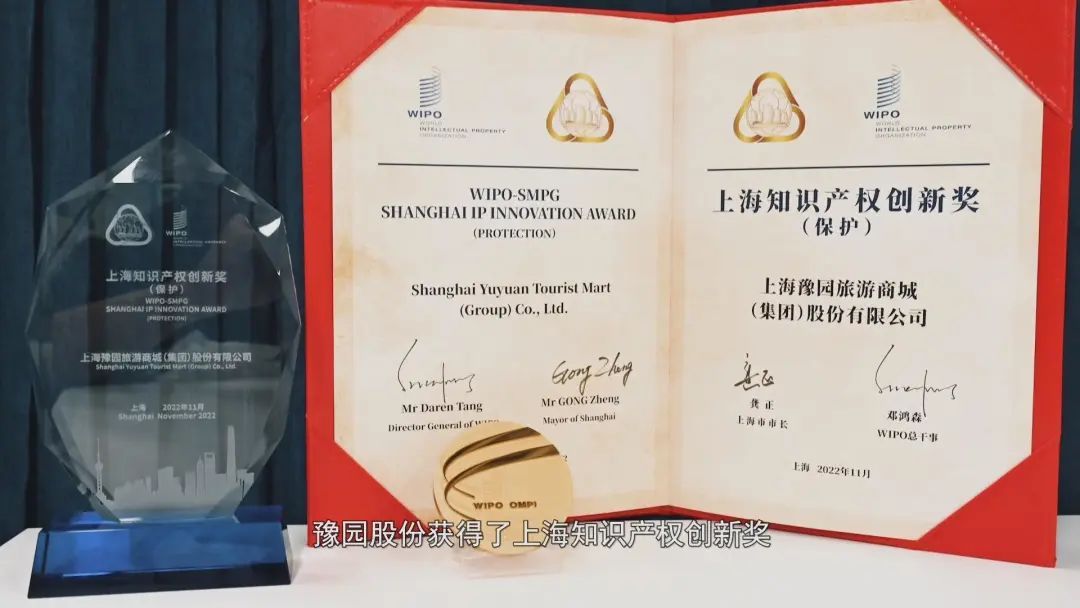 WIPO
上海知识产权创新奖
(保护)
WIPO-SMPG
SHANGHAI IP INNOVATION AWARD
(PROTECTION)
上海豫园旅游商城(集团)股份有限公司
Shanghai Yuyuan Tourist Mart (Group) Co., Ltd.
上海 2022年11月
Shanghai November 2022
WIPO
WORLD
INTELLECTUAL PROPERTY
ORGANIZATION
WIPO-SMPG
SHANGHAI IP INNOVATION AWARD
(PROTECTION)
Shanghai Yuyuan Tourist Mart
(Group) Co., Ltd.
Gong Zheng
Mr Daren Tang
Director General of WIPO
Mr GONG Zheng
Mayor of Shanghai
WIPO
WORLD
INTELLECTUAL PROPERTY
ORGANIZATION
上海知识产权创新奖
(保护)
上海豫园旅游商城
(集团)股份有限公司
龚正
上海市市长
邓鸿森
WIPO总干事
上海 2022年11月
WIPO OMPI
豫园股份获得了上海知识产权创新奖